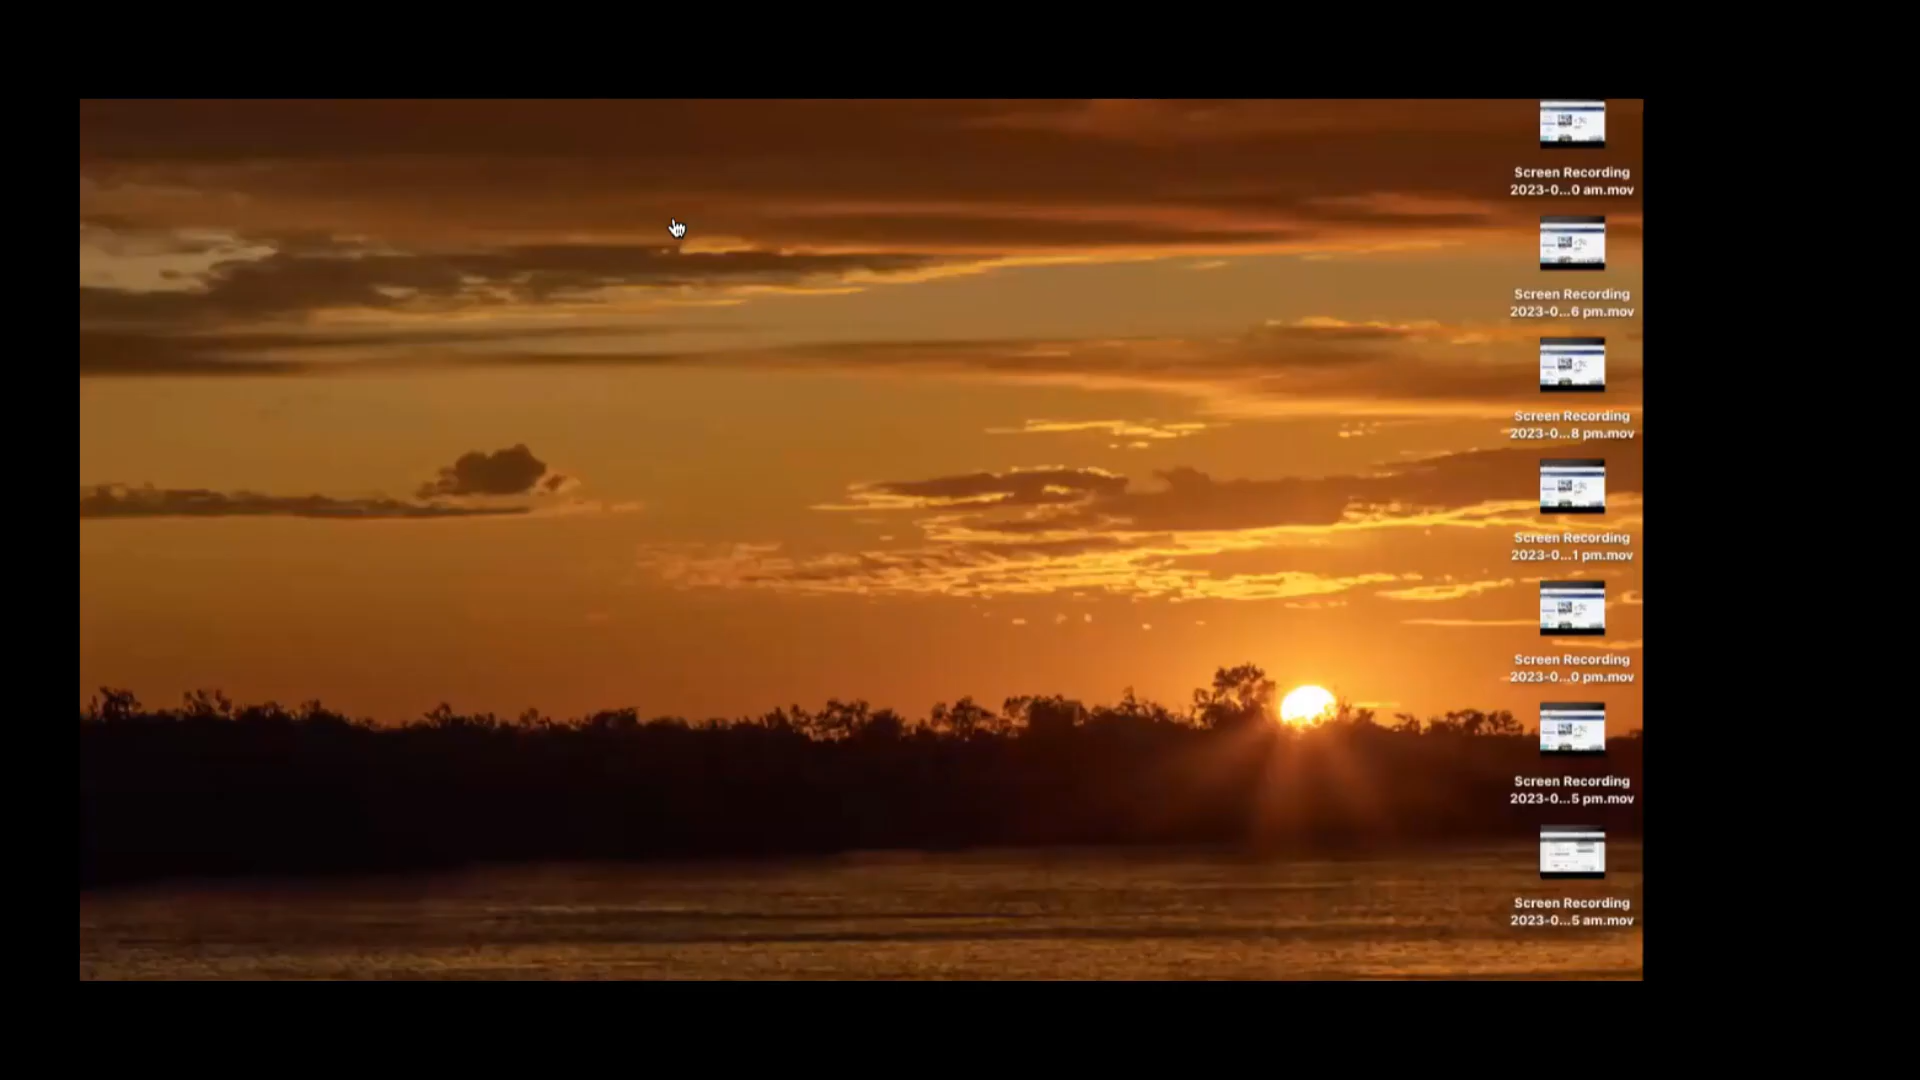 Screen Recording
2023-0...0 am.mov
Screen Recording
2023-0...6 pm.mov
Screen Recording
2023-0...8 pm.mov
Screen Recording
2023-0...1 pm.mov
Screen Recording
2023-0...0 pm.mov
Screen Recording
2023-0...5 pm.mov
Screen Recording
2023-0...5 am.mov